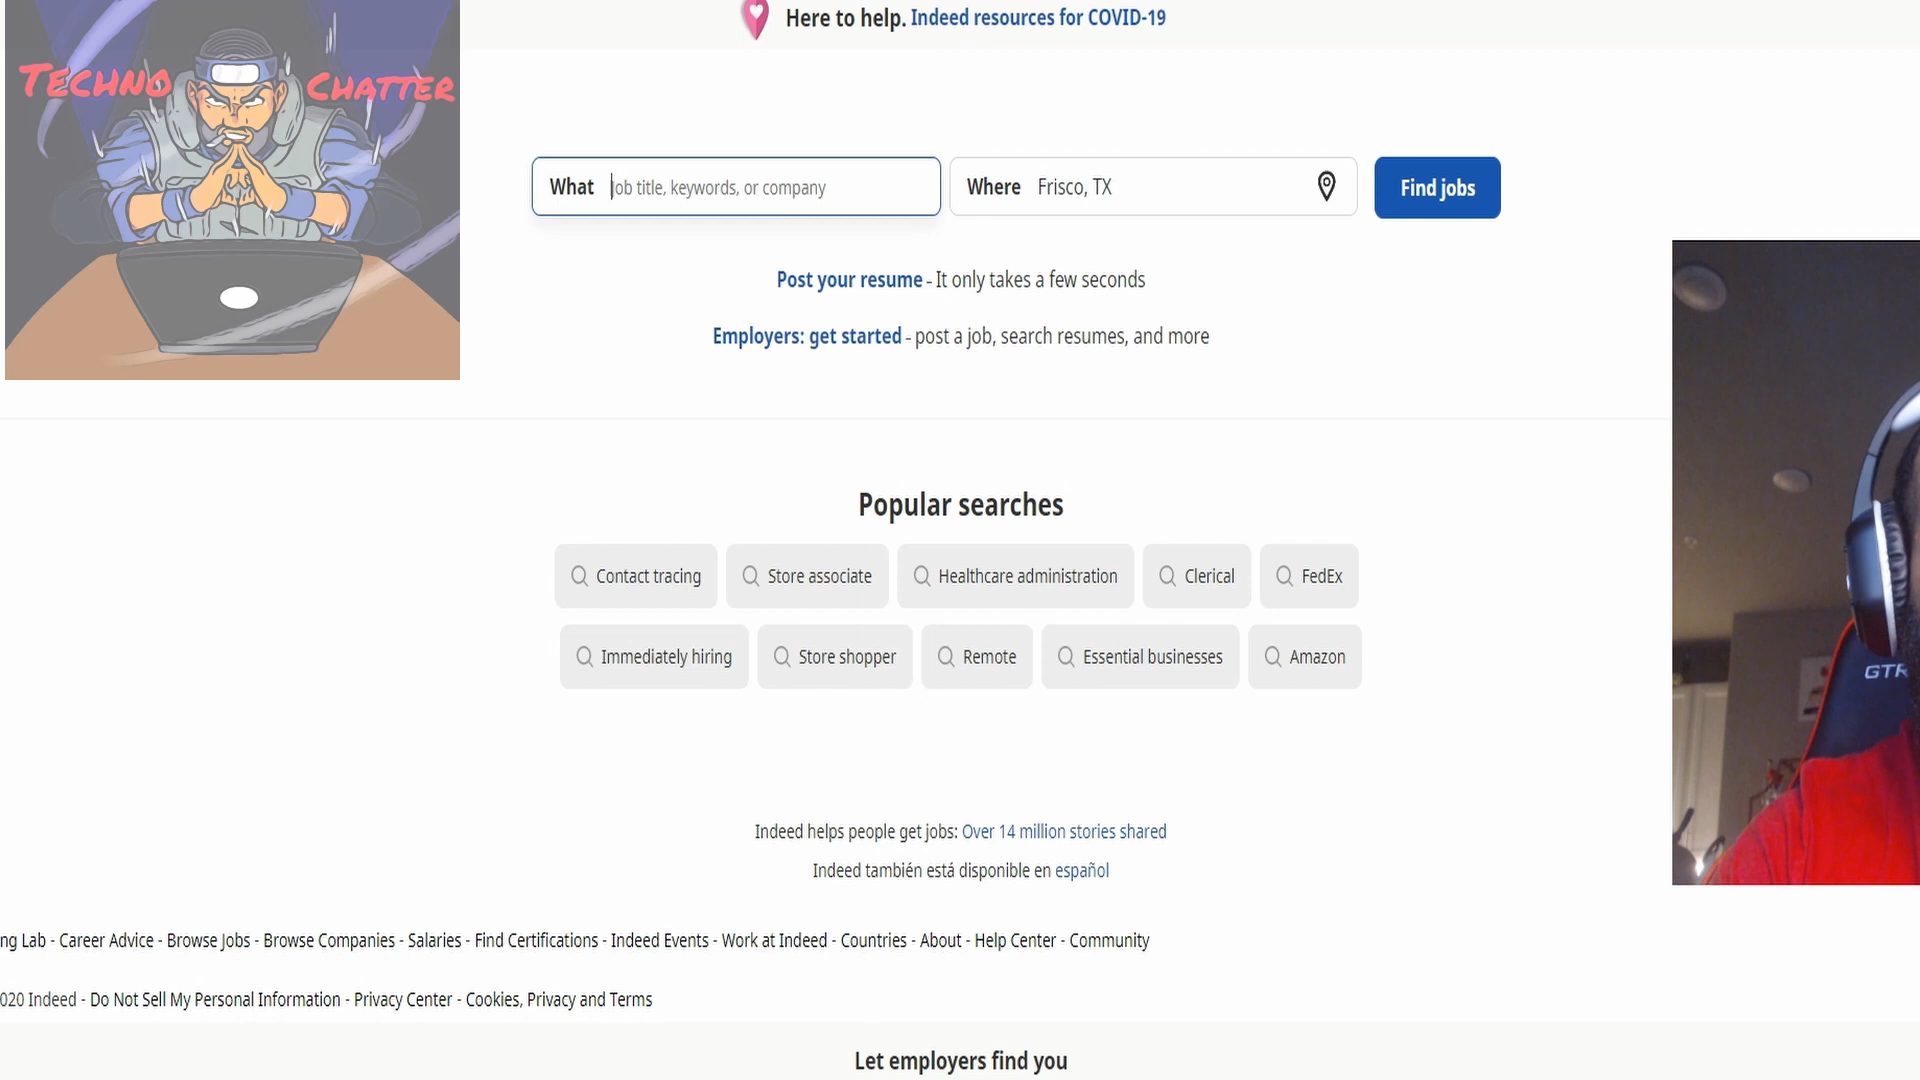 Here to help. Indeed resources for COVID-19
TECHNO CHATTER
What Job title, keywords, or company
Where Frisco, TX
Find jobs
Post your resume - It only takes a few seconds
Employers: get started - post a job, search resumes, and more
Popular searches
Contact tracing
Store associate
Healthcare administration
Clerical
FedEx
Immediately hiring
Store shopper
Remote
Essential businesses
Amazon
GTR
Indeed helps people get jobs: Over 14 million stories shared
Indeed también está disponible en español
ng Lab - Career Advice - Browse Jobs - Browse Companies - Salaries - Find Certifications - Indeed Events - Work at Indeed - Countries - About - Help Center - Community
020 Indeed - Do Not Sell My Personal Information - Privacy Center - Cookies, Privacy and Terms
Let employers find you